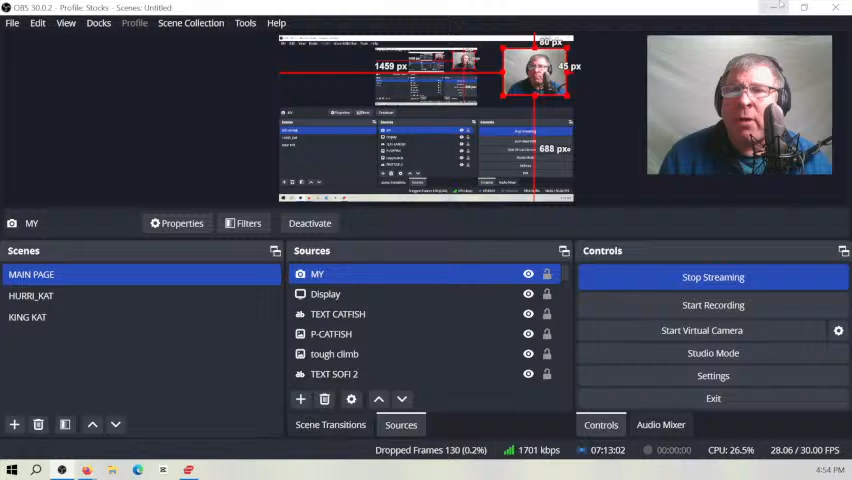 OBS 30.0.2 - Profile: Stocks - Scenes: Untitled
File Edit View Docks Profile Scene Collection Tools Help
80 px
1459 px
45 px
688 px
MY Properties Filters Deactivate
Scenes
MAIN PAGE
HURRI_KAT
KING KAT
Sources
MY
Display
TEXT CATFISH
P-CATFISH
tough climb
TEXT SOFI 2
Scene Transitions Sources
Controls
Stop Streaming
Start Recording
Start Virtual Camera
Studio Mode
Settings
Exit
Controls Audio Mixer
Dropped Frames 130 (0.2%) 1701 kbps 07:13:02 00:00:00 CPU: 26.5% 28.06 / 30.00 FPS
4:54 PM